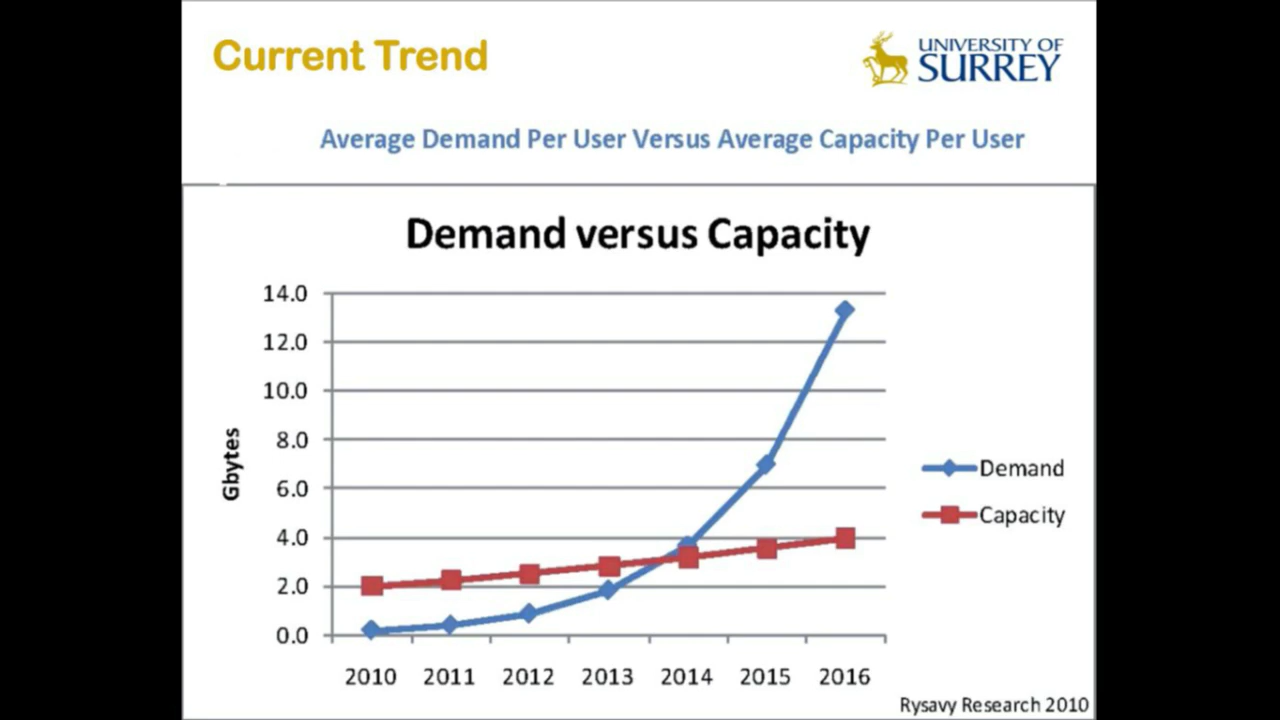 Current Trend
UNIVERSITY OF
SURREY
Average Demand Per User Versus Average Capacity Per User
Demand versus Capacity
14.0
12.0
10.0
8.0
6.0
4.0
2.0
0.0
Gbytes
Demand
Capacity
2010 2011 2012 2013 2014 2015 2016
Rysavy Research 2010